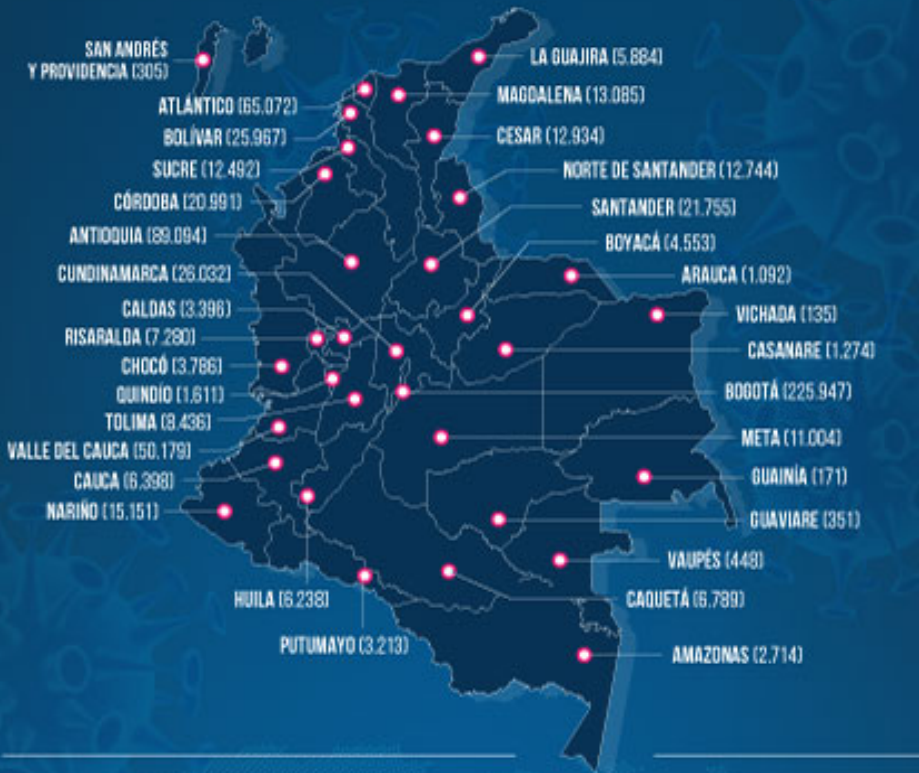 SAN ANDRÉS
Y PROVIDENCIA (305)
ATLÁNTICO (65.072)
BOLÍVAR (25.967)
SUCRE (12.492)
CÓRDOBA (20.991)
ANTIOQUIA (89.094)
CUNDINAMARCA (26.032)
CALDAS (3.396)
RISARALDA (7.280)
CHOCÓ (3.786)
QUINDÍO (1.611)
TOLIMA (8.436)
VALLE DEL CAUCA (50.179)
CAUCA (6.398)
NARIÑO (15.151)
HUILA (6.238)
PUTUMAYO (3.213)
LA GUAJIRA (5.884)
MAGDALENA (13.085)
CESAR (12.934)
NORTE DE SANTANDER (12.744)
SANTANDER (21.755)
BOYACÁ (4.553)
ARAUCA (1.092)
VICHADA (135)
CASANARE (1.274)
BOGOTÁ (225.947)
META (11.004)
GUAINÍA (171)
GUAVIARE (351)
VAUPÉS (448)
CAQUETÁ (6.789)
AMAZONAS (2.714)